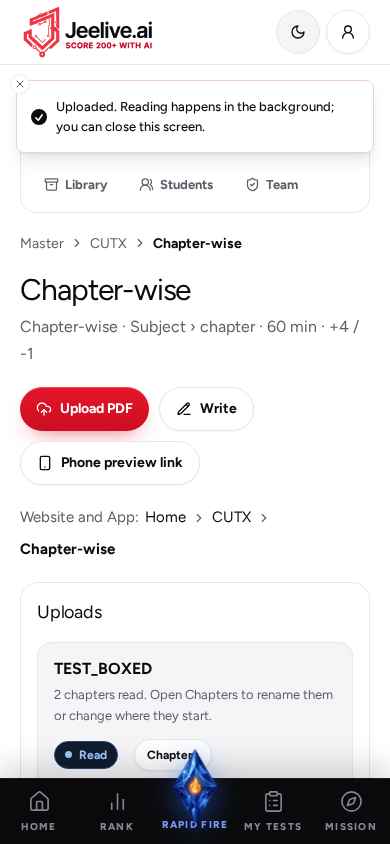 Jeelive.ai
SCORE 200+ WITH AI
Uploaded. Reading happens in the background;
you can close this screen.
Library Students Team
Master > CUTX > Chapter-wise
Chapter-wise
Chapter-wise · Subject › chapter · 60 min · +4 /
-1
Upload PDF Write
Phone preview link
Website and App: Home > CUTX >
Chapter-wise
Uploads
TEST_BOXED
2 chapters read. Open Chapters to rename them
or change where they start.
Read
HOME RANK RAPID FIRE MY TESTS MISSION